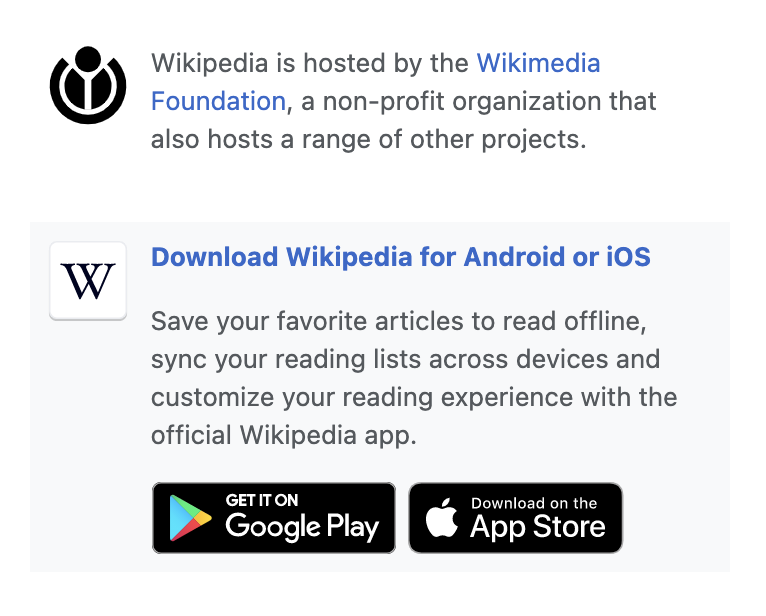 Wikipedia is hosted by the Wikimedia
Foundation, a non-profit organization that
also hosts a range of other projects.
W
Download Wikipedia for Android or iOS
Save your favorite articles to read offline,
sync your reading lists across devices and
customize your reading experience with the
official Wikipedia app.
GET IT ON
Google Play
Download on the
App Store